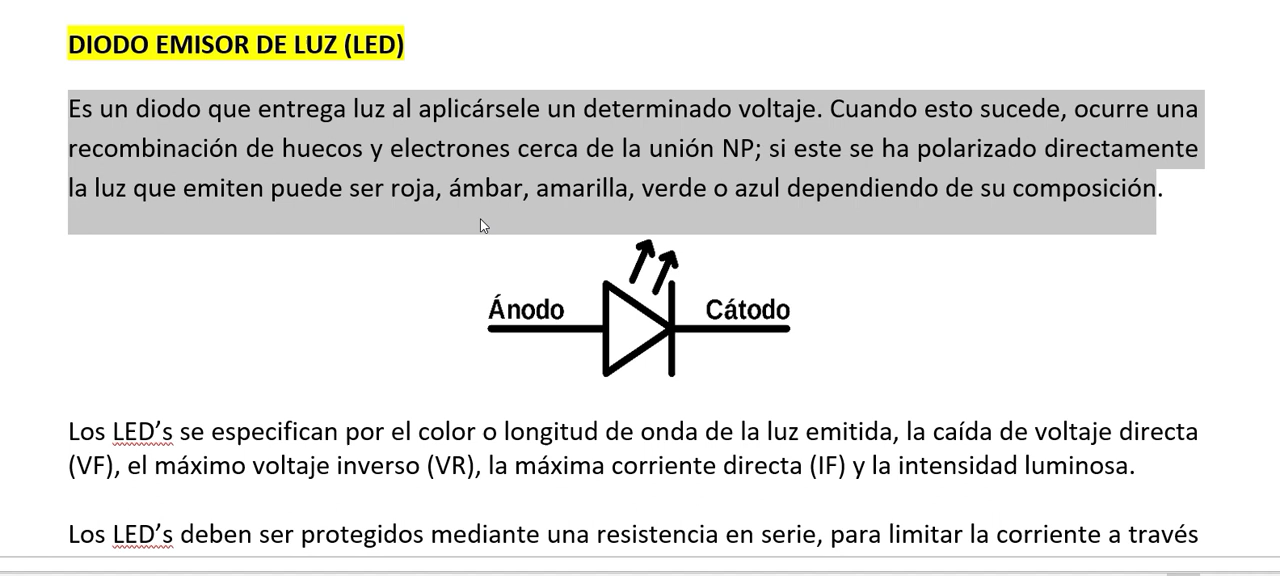 DIODO EMISOR DE LUZ (LED)
Es un diodo que entrega luz al aplicársele un determinado voltaje. Cuando esto sucede, ocurre una
recombinación de huecos y electrones cerca de la unión NP; si este se ha polarizado directamente
la luz que emiten puede ser roja, ámbar, amarilla, verde o azul dependiendo de su composición.
Ánodo Cátodo
Los LED’s se especifican por el color o longitud de onda de la luz emitida, la caída de voltaje directa
(VF), el máximo voltaje inverso (VR), la máxima corriente directa (IF) y la intensidad luminosa.
Los LED’s deben ser protegidos mediante una resistencia en serie, para limitar la corriente a través